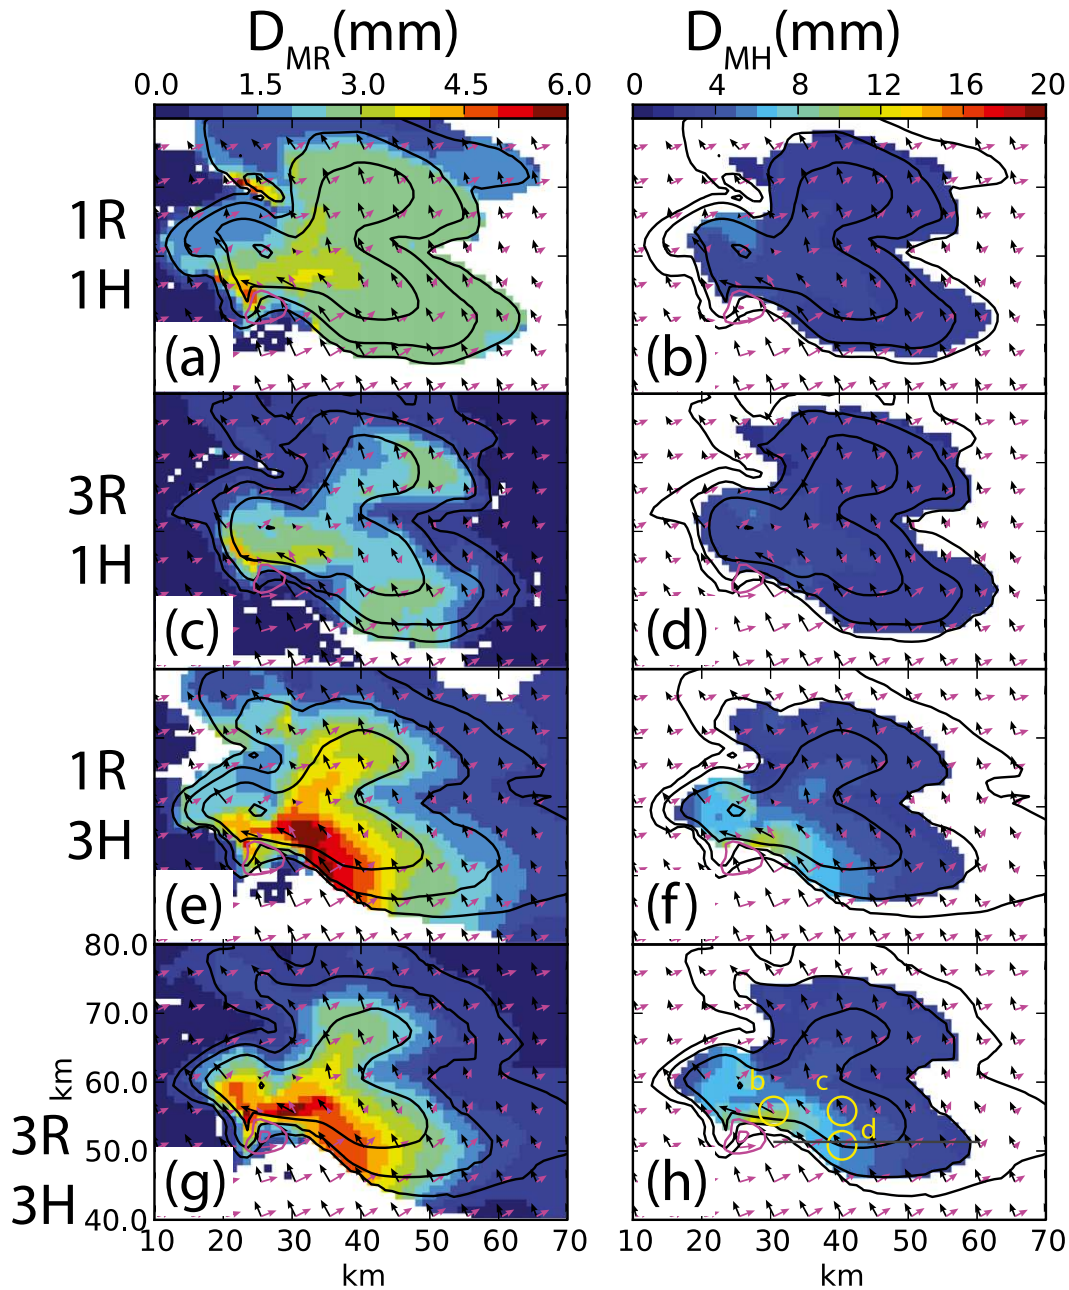 D_MR (mm) D_MH (mm)
0.0 1.5 3.0 4.5 6.0 0 4 8 12 16 20
1R
1H
(a) (b)
3R
1H
(c) (d)
1R
3H
(e) (f)
80.0
70.0
60.0
50.0
40.0
km
b c
d
3R
3H
(g) (h)
10 20 30 40 50 60 70 10 20 30 40 50 60 70
km km